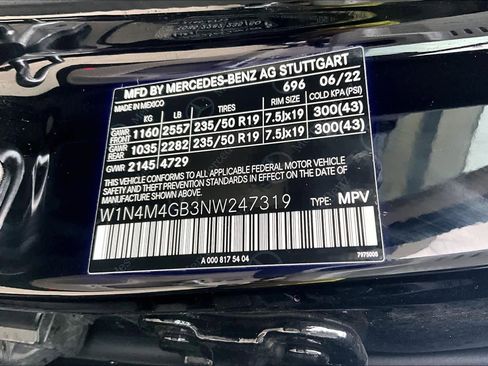 MFD BY MERCEDES-BENZ AG STUTTGART
696 06/22
MADE IN MEXICO
KG LB TIRES RIM SIZE COLD KPA(PSI)
GAWR FRONT 1160 2557 235/50 R19 7.5Jx19 300(43)
GAWR REAR 1035 2282 235/50 R19 7.5Jx19 300(43)
GVWR 2145 4729
THIS VEHICLE CONFORMS TO ALL APPLICABLE FEDERAL MOTOR VEHICLE
SAFETY STANDARDS AND THEFT PREVENTION STANDARDS IN EFFECT ON
THE DATE OF MANUFACTURE SHOWN ABOVE.
W1N4M4GB3NW247319 TYPE: MPV
A 000 817 54 04 7975000